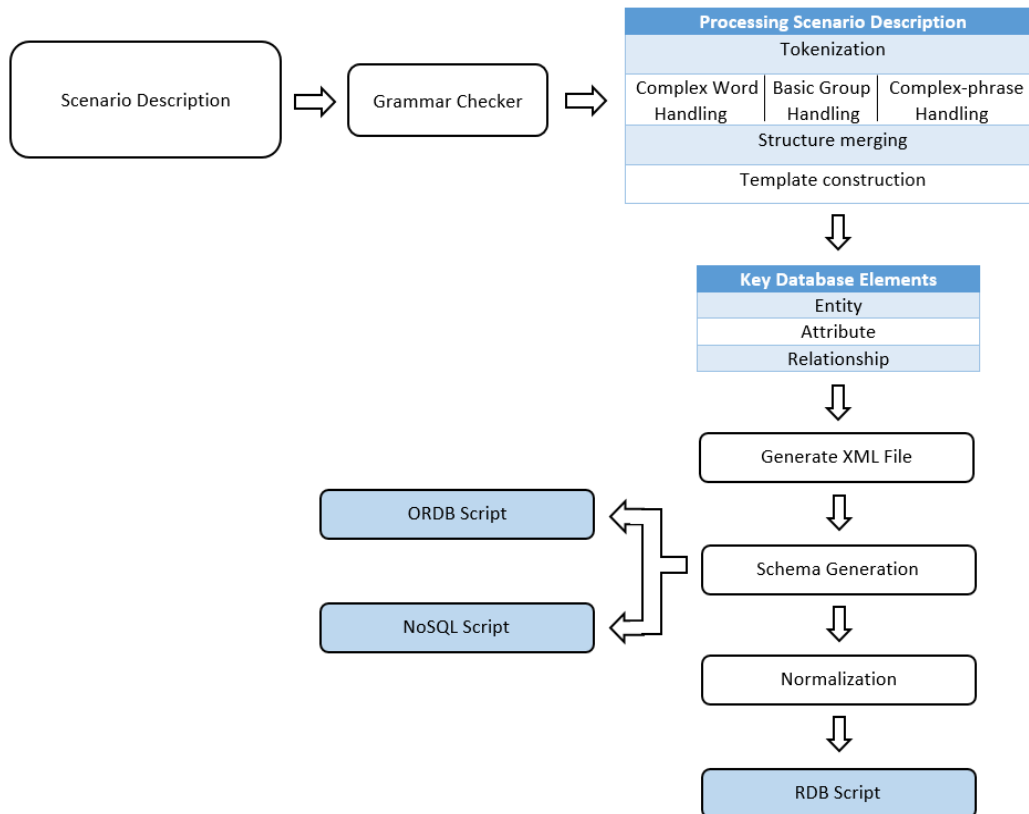 Scenario Description
Grammar Checker
Processing Scenario Description
Tokenization
Complex Word Handling
Basic Group Handling
Complex-phrase Handling
Structure merging
Template construction
Key Database Elements
Entity
Attribute
Relationship
Generate XML File
ORDB Script
Schema Generation
NoSQL Script
Normalization
RDB Script